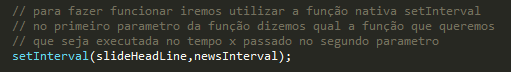 // para fazer funcionar iremos utilizar a função nativa setInterval
// no primeiro parametro da função dizemos qual a função que queremos
// que seja executada no tempo x passado no segundo parametro
setInterval(slideHeadLine,newsInterval);